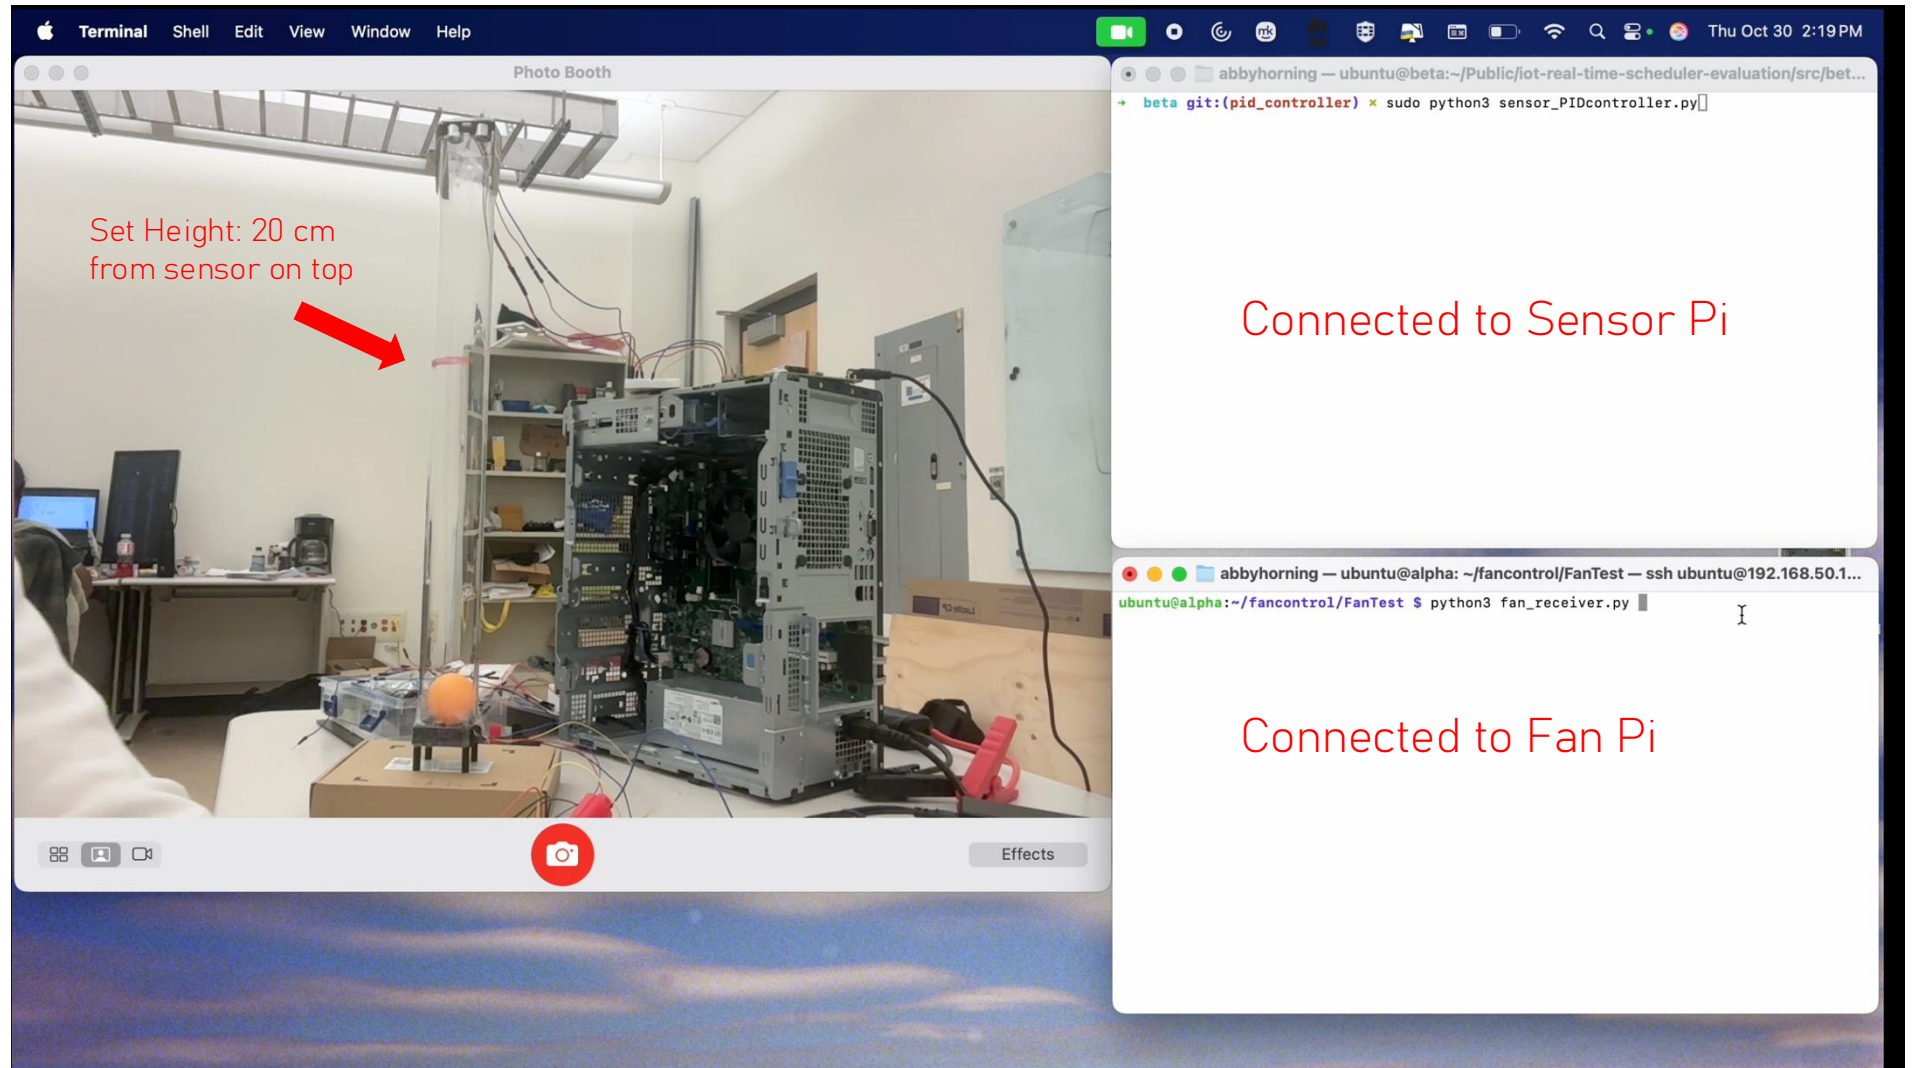 Terminal Shell Edit View Window Help
Thu Oct 30 2:19 PM
Photo Booth
Set Height: 20 cm
from sensor on top
Effects
abbyhorning — ubuntu@beta:~/Public/iot-real-time-scheduler-evaluation/src/bet...
→ beta git:(pid_controller) × sudo python3 sensor_PIDcontroller.py
Connected to Sensor Pi
abbyhorning — ubuntu@alpha: ~/fancontrol/FanTest — ssh ubuntu@192.168.50.1...
ubuntu@alpha:~/fancontrol/FanTest $ python3 fan_receiver.py
Connected to Fan Pi